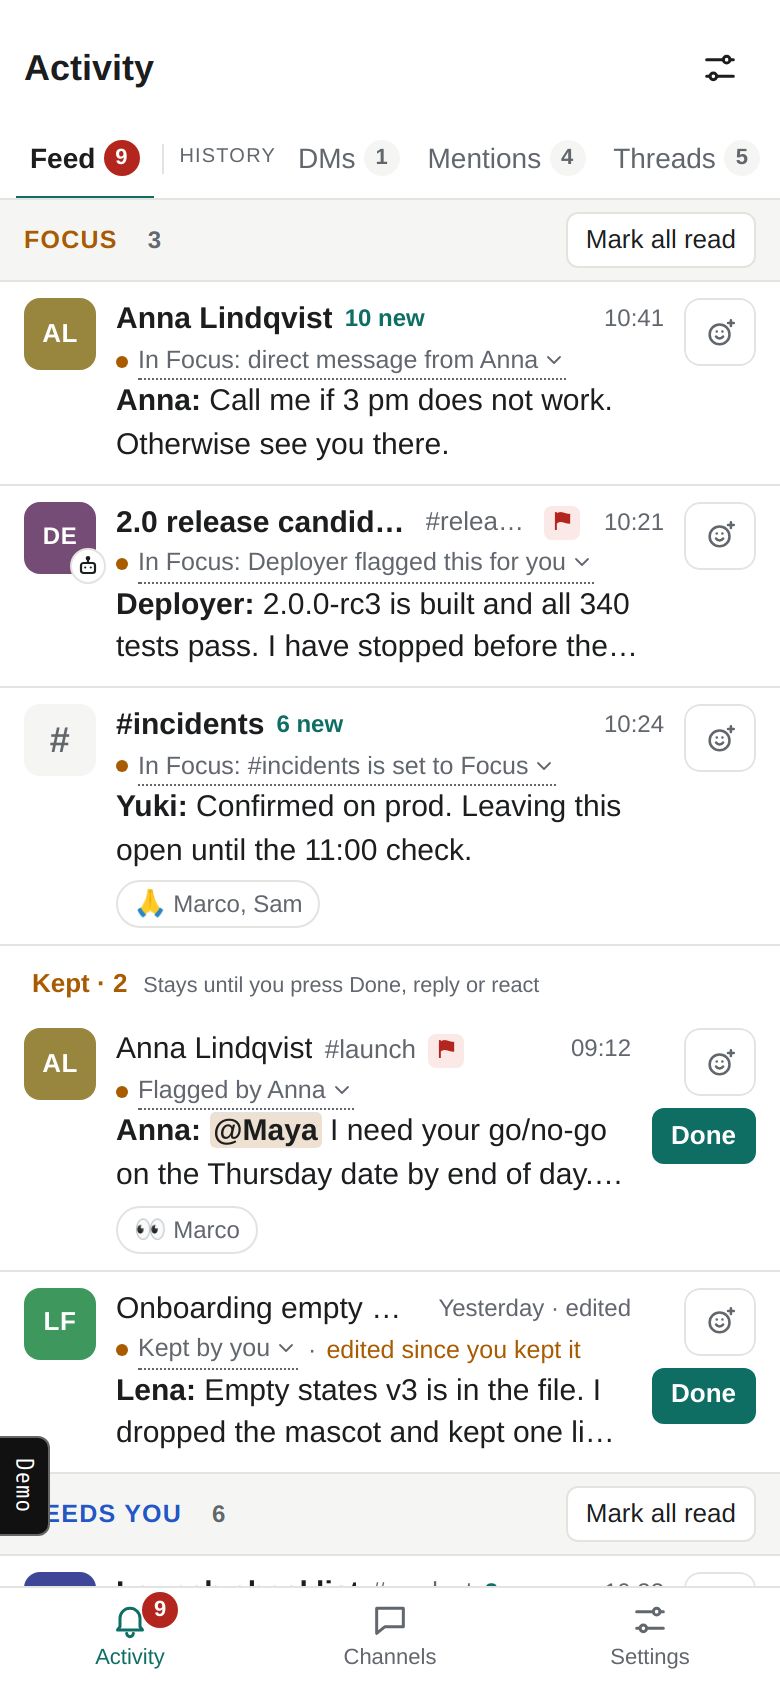 Activity
Feed 9 HISTORY DMs 1 Mentions 4 Threads 5
FOCUS 3 Mark all read
AL Anna Lindqvist 10 new 10:41
In Focus: direct message from Anna
Anna: Call me if 3 pm does not work.
Otherwise see you there.
DE 2.0 release candid… #relea… 10:21
In Focus: Deployer flagged this for you
Deployer: 2.0.0-rc3 is built and all 340
tests pass. I have stopped before the…
# #incidents 6 new 10:24
In Focus: #incidents is set to Focus
Yuki: Confirmed on prod. Leaving this
open until the 11:00 check.
🙏 Marco, Sam
Kept · 2 Stays until you press Done, reply or react
AL Anna Lindqvist #launch 09:12
Flagged by Anna
Anna: @Maya I need your go/no-go
on the Thursday date by end of day.…
Done
👀 Marco
LF Onboarding empty … Yesterday · edited
Kept by you · edited since you kept it
Lena: Empty states v3 is in the file. I
dropped the mascot and kept one li…
Done
Demo
EEDS YOU 6 Mark all read
9
Activity Channels Settings